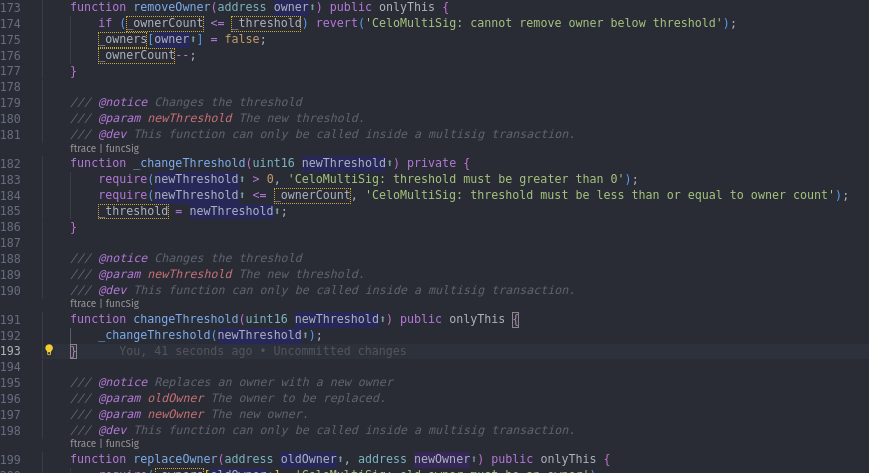 173 function removeOwner(address owner⬆) public onlyThis {
174 if (_ownerCount <= _threshold) revert('CeloMultiSig: cannot remove owner below threshold');
175 _owners[owner⬆] = false;
176 _ownerCount--;
177 }
178
179 /// @notice Changes the threshold
180 /// @param newThreshold The new threshold.
181 /// @dev This function can only be called inside a multisig transaction.
ftrace | funcSig
182 function _changeThreshold(uint16 newThreshold⬆) private {
183 require(newThreshold⬆ > 0, 'CeloMultiSig: threshold must be greater than 0');
184 require(newThreshold⬆ <= _ownerCount, 'CeloMultiSig: threshold must be less than or equal to owner count');
185 _threshold = newThreshold⬆;
186 }
187
188 /// @notice Changes the threshold
189 /// @param newThreshold The new threshold.
190 /// @dev This function can only be called inside a multisig transaction.
ftrace | funcSig
191 function changeThreshold(uint16 newThreshold⬆) public onlyThis {
192 _changeThreshold(newThreshold⬆);
193 } You, 41 seconds ago • Uncommitted changes
194
195 /// @notice Replaces an owner with a new owner
196 /// @param oldOwner The owner to be replaced.
197 /// @param newOwner The new owner.
198 /// @dev This function can only be called inside a multisig transaction.
ftrace | funcSig
199 function replaceOwner(address oldOwner⬆, address newOwner⬆) public onlyThis {